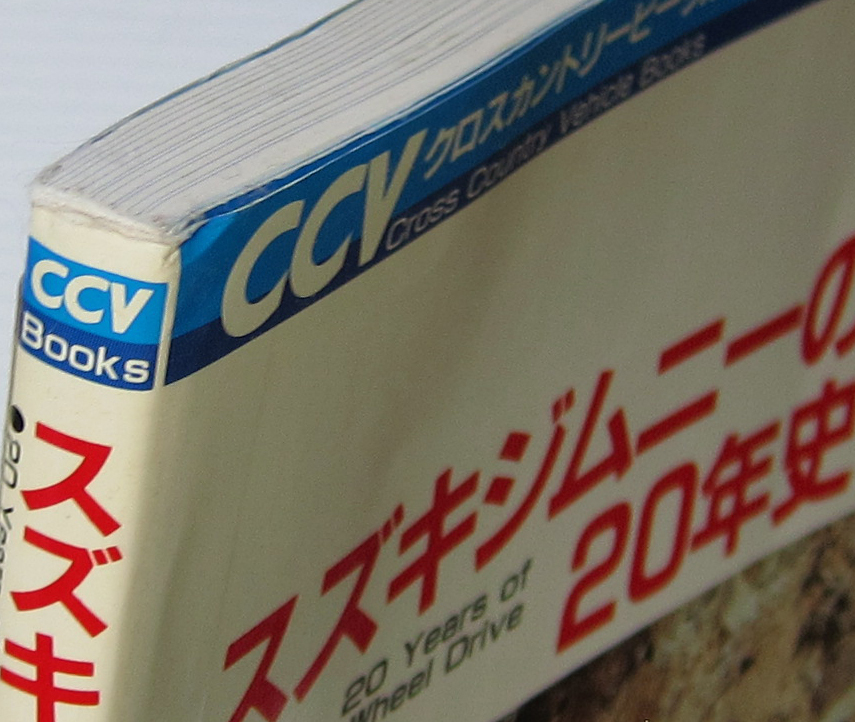 CCV クロスカントリービークル
Cross Country Vehicle Books
スズキジムニーの
20年史
20 Years of
Wheel Drive
CCV
Books
スズキ
●20 Years